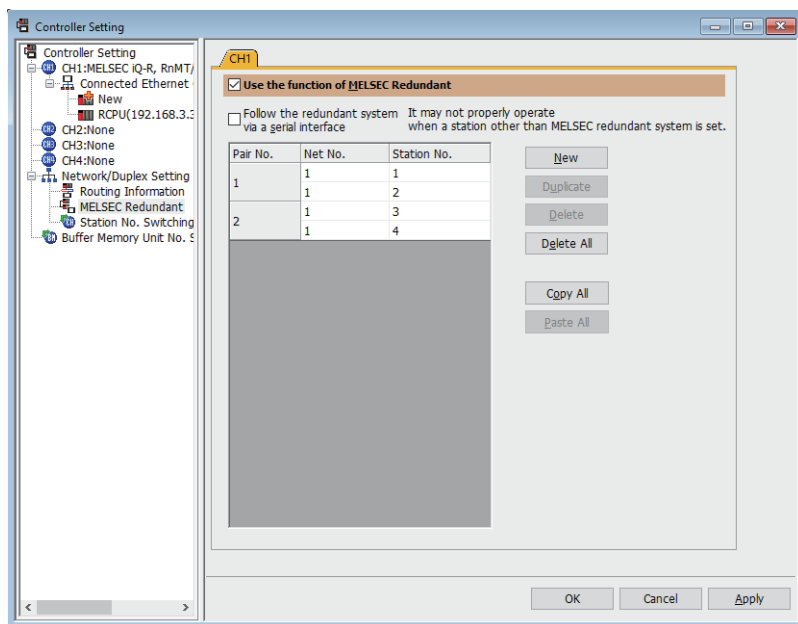 Controller Setting
Controller Setting
CH1:MELSEC iQ-R, RnMT/
Connected Ethernet
New
RCPU(192.168.3.3
CH2:None
CH3:None
CH4:None
Network/Duplex Setting
Routing Information
MELSEC Redundant
Station No. Switching
Buffer Memory Unit No. S
CH1
Use the function of MELSEC Redundant
Follow the redundant system via a serial interface
It may not properly operate
when a station other than MELSEC redundant system is set.
Pair No. Net No. Station No.
1 1 1
1 2
2 1 3
1 4
New
Duplicate
Delete
Delete All
Copy All
Paste All
OK Cancel Apply